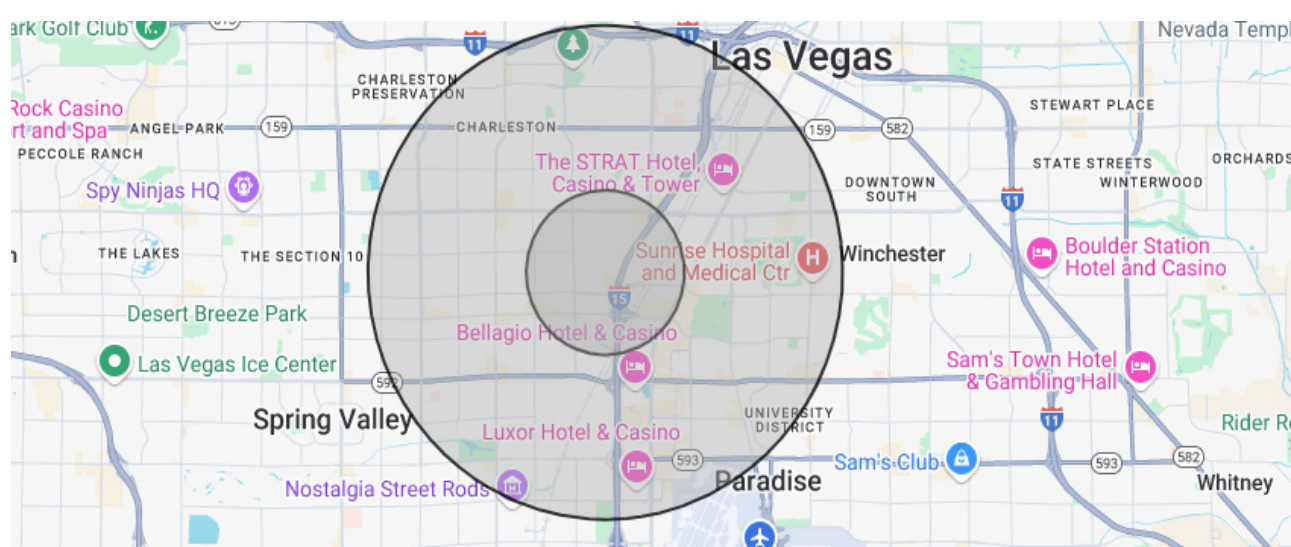 ark Golf Club
11
11
Las Vegas
Nevada Templ
CHARLESTON
PRESERVATION
Rock Casino
rt and Spa
ANGEL PARK
159
CHARLESTON
159
582
STEWART PLACE
PECCOLE RANCH
The STRAT Hotel,
Casino & Tower
STATE STREETS
ORCHARDS
WINTERWOOD
Spy Ninjas HQ
DOWNTOWN
SOUTH
11
THE LAKES
THE SECTION 10
Sunrise Hospital
and Medical Ctr
H
Winchester
Boulder Station
Hotel and Casino
n
15
Desert Breeze Park
Bellagio Hotel & Casino
Las Vegas Ice Center
Sam's Town Hotel
& Gambling Hall
592
Spring Valley
UNIVERSITY
DISTRICT
11
Rider Ro
Luxor Hotel & Casino
593
Sam's Club
593
582
Nostalgia Street Rods
Paradise
Whitney